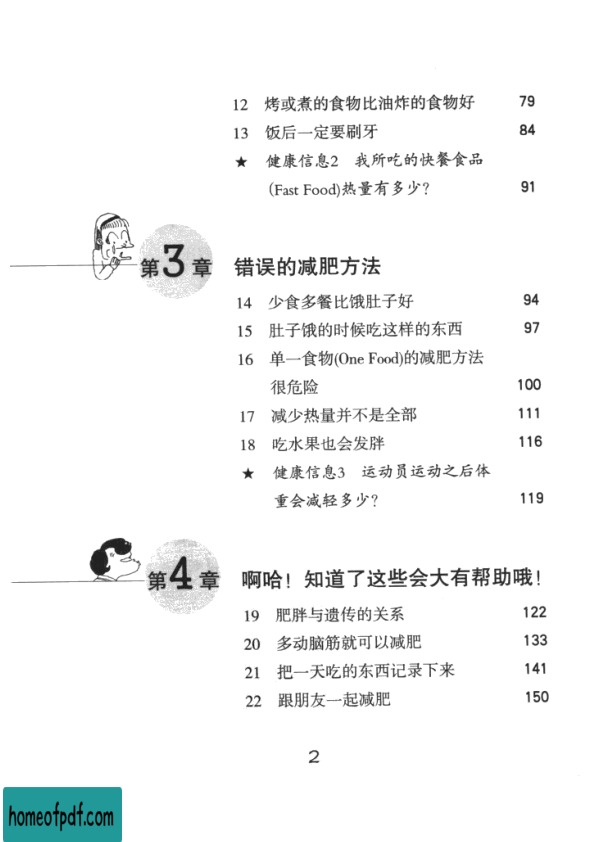 12 烤或煮的食物比油炸的食物好 79
13 饭后一定要刷牙 84
★ 健康信息2 我所吃的快餐食品
(Fast Food)热量有多少? 91
第3章 错误的减肥方法
14 少食多餐比饿肚子好 94
15 肚子饿的时候吃这样的东西 97
16 单一食物(One Food)的减肥方法
很危险 100
17 减少热量并不是全部 111
18 吃水果也会发胖 116
★ 健康信息3 运动员运动之后体
重会减轻多少? 119
第4章 啊哈!知道了这些会大有帮助哦!
19 肥胖与遗传的关系 122
20 多动脑筋就可以减肥 133
21 把一天吃的东西记录下来 141
22 跟朋友一起减肥 150
2
homeofpdf.com